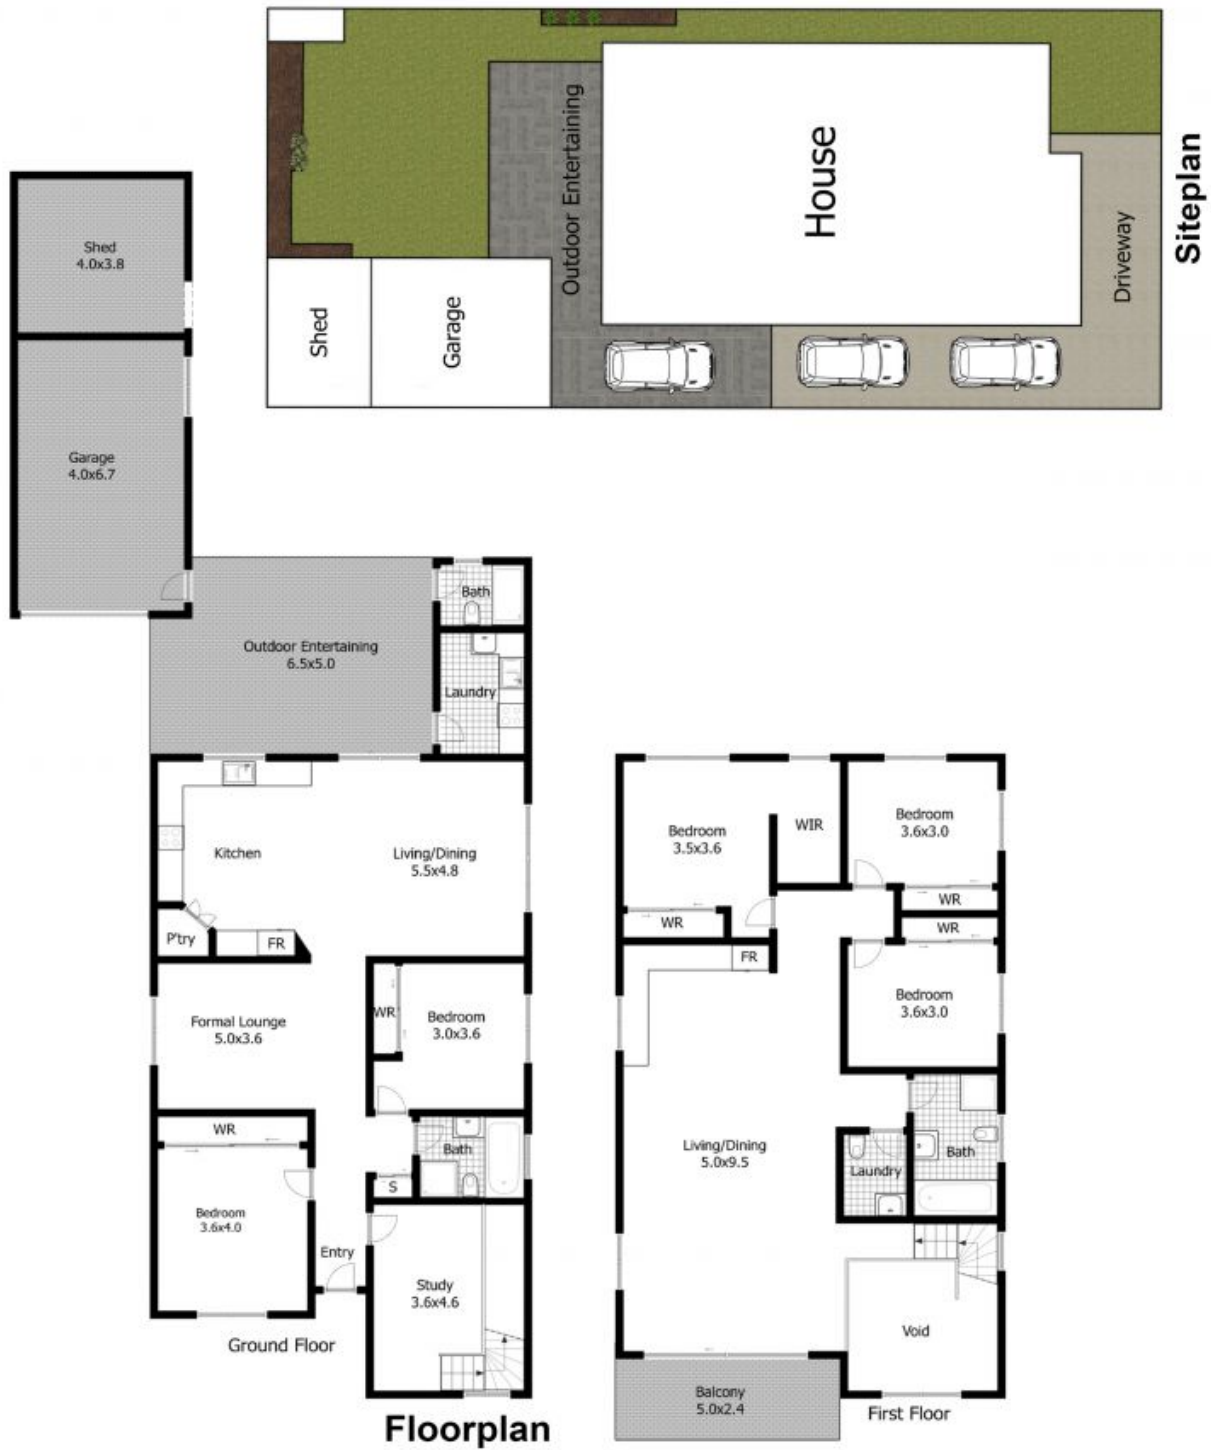 Outdoor Entertaining
House
Driveway
Shed
Garage
Siteplan
Shed
4.0x3.8
Garage
4.0x6.7
Outdoor Entertaining
6.5x5.0
Bath
Laundry
Kitchen
Living/Dining
5.5x4.8
P'try
FR
Formal Lounge
5.0x3.6
WR
Bedroom
3.0x3.6
WR
Bath
S
Bedroom
3.6x4.0
Entry
Study
3.6x4.6
Ground Floor
Bedroom
3.5x3.6
WIR
Bedroom
3.6x3.0
WR
WR
WR
FR
Bedroom
3.6x3.0
Living/Dining
5.0x9.5
Laundry
Bath
Void
Balcony
5.0x2.4
First Floor
Floorplan